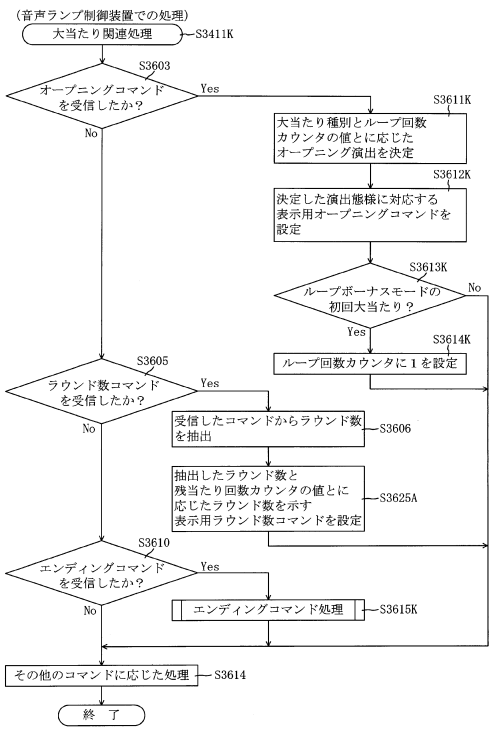 (音声ランプ制御装置での処理)
大当たり関連処理
S3411K
S3603
オープニングコマンド
を受信したか？
Yes
No
S3611K
大当たり種別とループ回数
カウンタの値とに応じた
オープニング演出を決定
S3612K
決定した演出態様に対応する
表示用オープニングコマンドを
設定
S3613K
ループボーナスモードの
初回大当たり？
No
Yes
S3614K
ループ回数カウンタに１を設定
S3605
ラウンド数コマンド
を受信したか？
Yes
No
受信したコマンドからラウンド数
を抽出
S3606
抽出したラウンド数と
残当たり回数カウンタの値とに
応じたラウンド数を示す
表示用ラウンド数コマンドを設定
S3625A
S3610
エンディングコマンド
を受信したか？
Yes
No
エンディングコマンド処理
S3615K
その他のコマンドに応じた処理
S3614
終 了